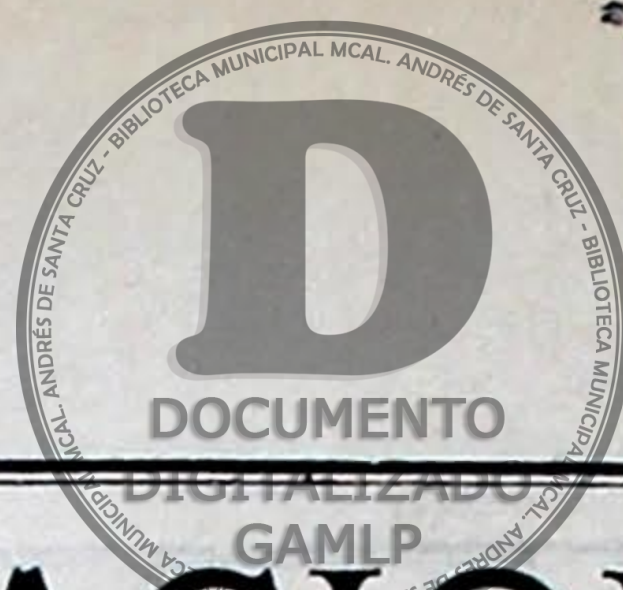 BIBLIOTECA MUNICIPAL MCAL. ANDRÉS DE SANTA CRUZ - BIBLIOTECA MUNICIPAL MCAL. ANDRÉS DE SANTA CRUZ -
D
DOCUMENTO
DIGITALIZADO
GAMLP